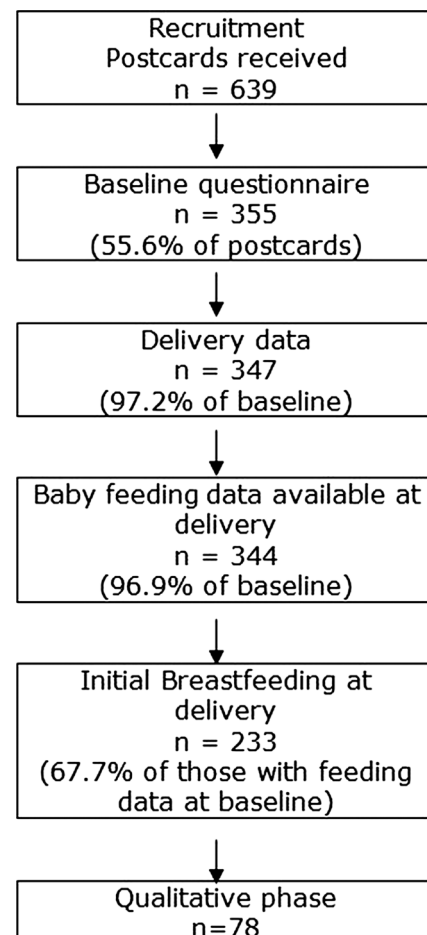 Recruitment
Postcards received
n = 639
Baseline questionnaire
n = 355
(55.6% of postcards)
Delivery data
n = 347
(97.2% of baseline)
Baby feeding data available at
delivery
n = 344
(96.9% of baseline)
Initial Breastfeeding at
delivery
n = 233
(67.7% of those with feeding
data at baseline)
Qualitative phase
n=78